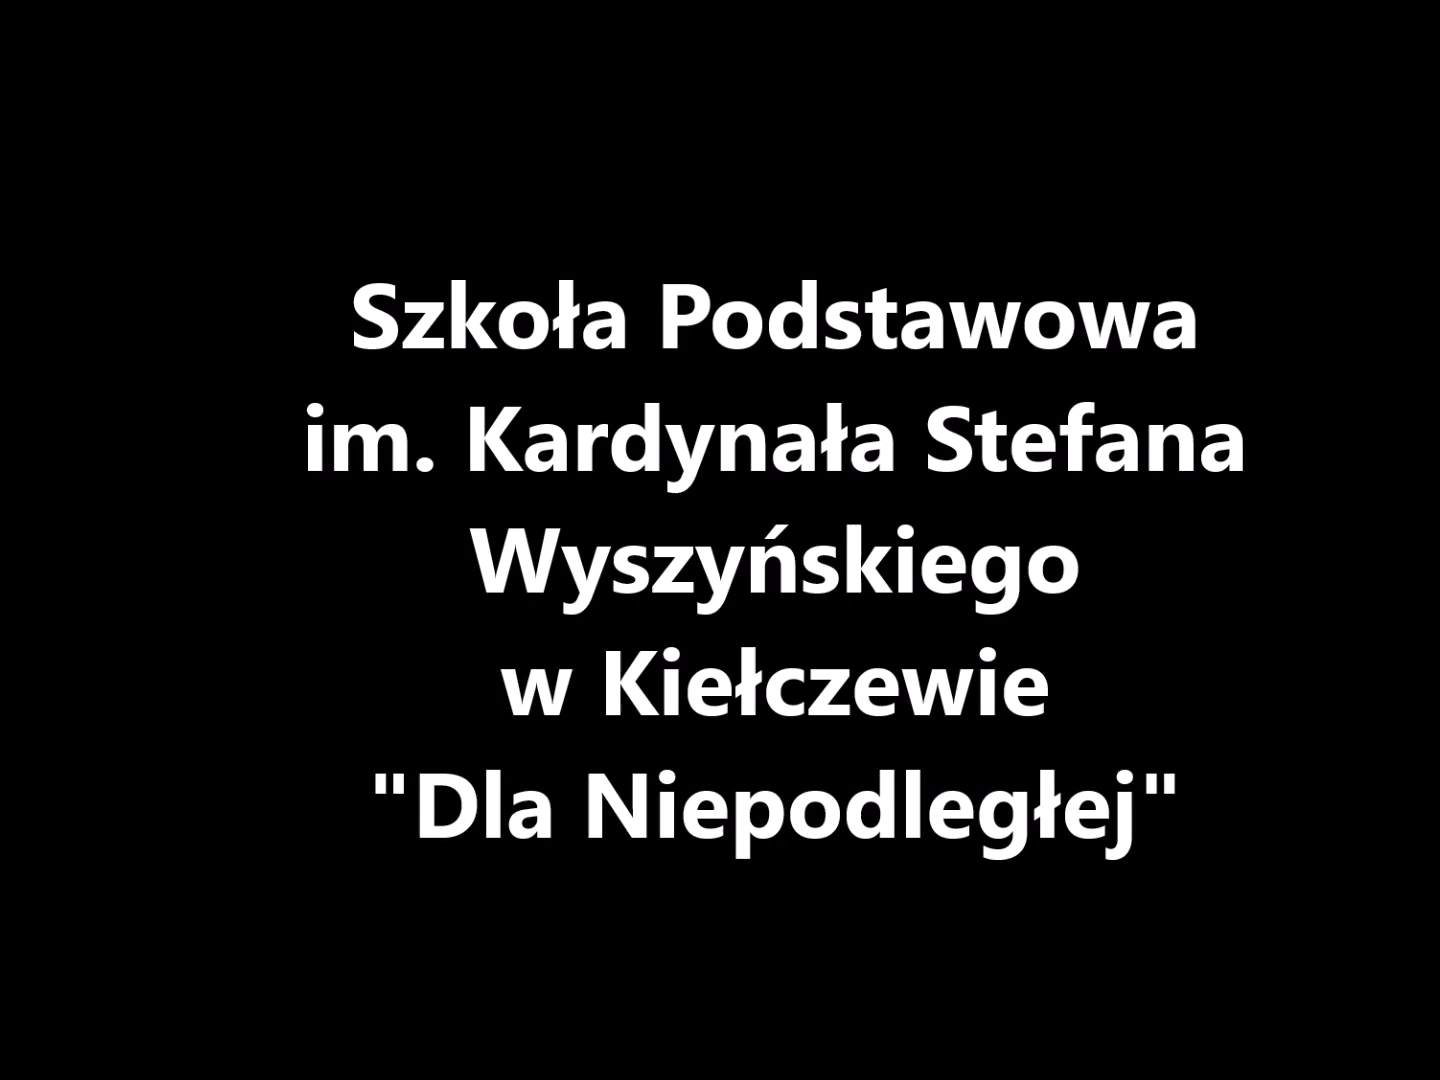 Szkoła Podstawowa
im. Kardynała Stefana
Wyszyńskiego
w Kiełczewie
"Dla Niepodległej"